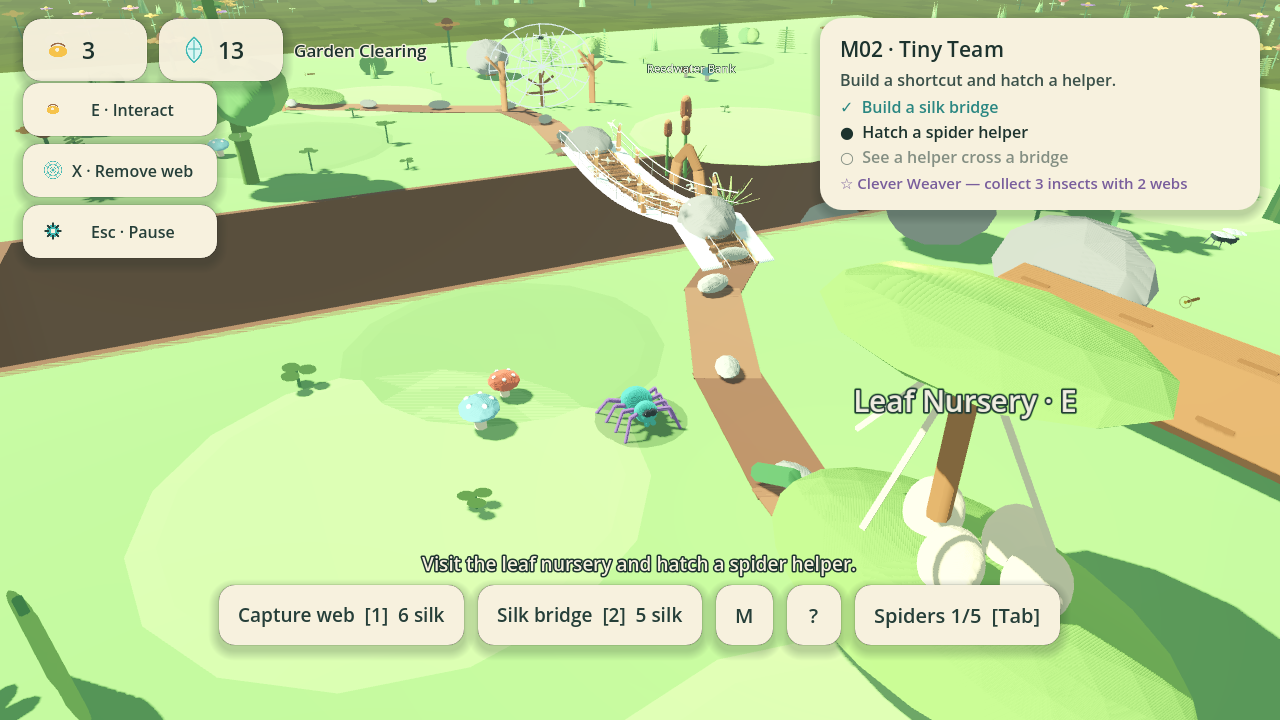 3
13
Garden Clearing
E · Interact
X · Remove web
Esc · Pause
Reedwater Bank
M02 · Tiny Team
Build a shortcut and hatch a helper.
✓ Build a silk bridge
● Hatch a spider helper
○ See a helper cross a bridge
☆ Clever Weaver — collect 3 insects with 2 webs
Leaf Nursery · E
Visit the leaf nursery and hatch a spider helper.
Capture web [1] 6 silk
Silk bridge [2] 5 silk
M
?
Spiders 1/5 [Tab]